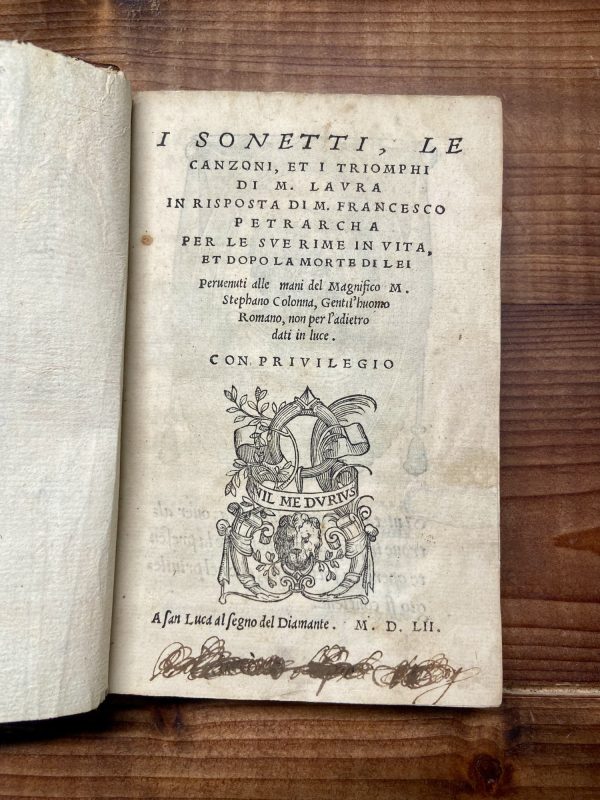 I SONETTI, LE
CANZONI, ET I TRIOMPHI
DI M. LAVRA
IN RISPOSTA DI M. FRANCESCO
PETRARCHA
PER LE SVE RIME IN VITA,
ET DOPO LA MORTE DI LEI
Peruenuti alle mani del Magnifico M.
Stephano Colonna, Gentil'huomo
Romano, non per l'adietro
dati in luce.
CON PRIVILEGIO
NIL ME DVRIVS
A san Luca al segno del Diamante. M. D. LII.